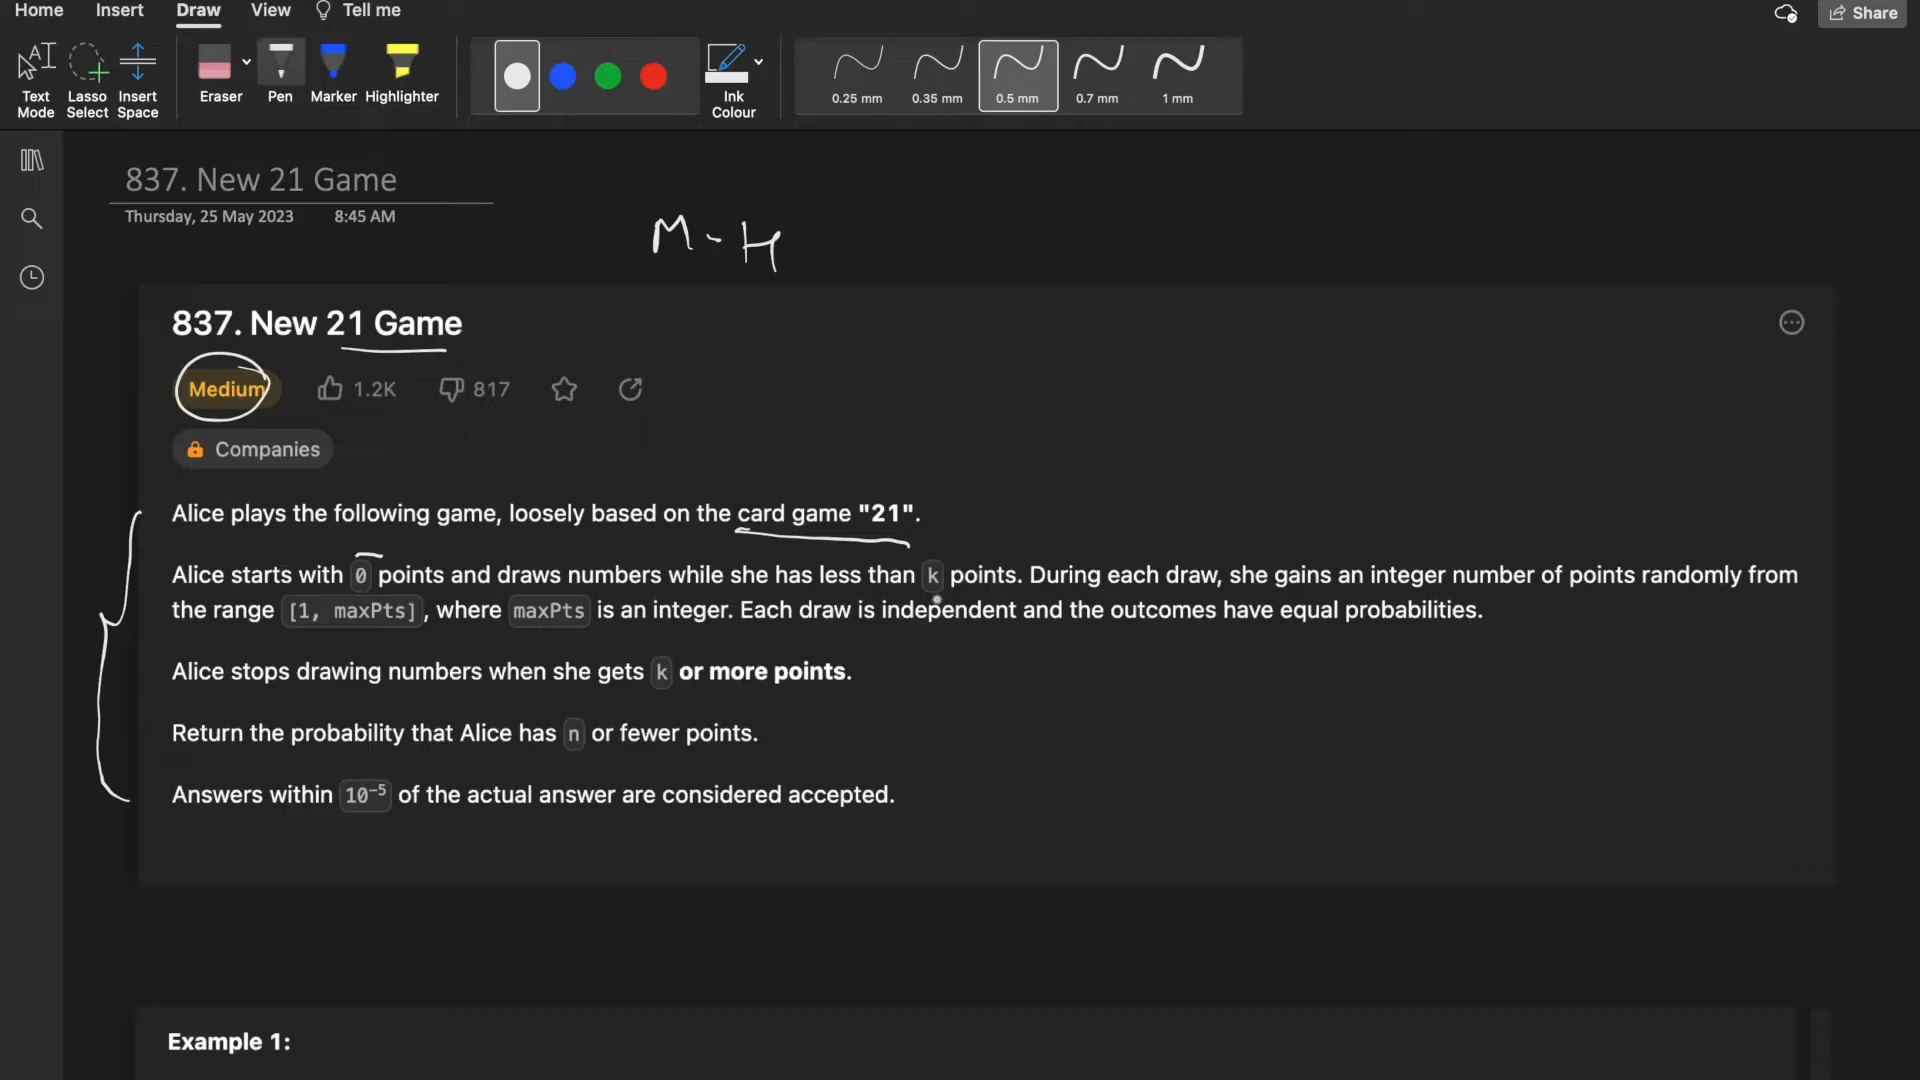 Home Insert Draw View Tell me Share
Text Mode Lasso Select Insert Space Eraser Pen Marker Highlighter Ink Colour 0.25 mm 0.35 mm 0.5 mm 0.7 mm 1 mm
837. New 21 Game
Thursday, 25 May 2023 8:45 AM
M - H
837. New 21 Game
Medium 1.2K 817
Companies
Alice plays the following game, loosely based on the card game "21".
Alice starts with 0 points and draws numbers while she has less than k points. During each draw, she gains an integer number of points randomly from
the range [1, maxPts], where maxPts is an integer. Each draw is independent and the outcomes have equal probabilities.
Alice stops drawing numbers when she gets k or more points.
Return the probability that Alice has n or fewer points.
Answers within 10⁻⁵ of the actual answer are considered accepted.
Example 1: